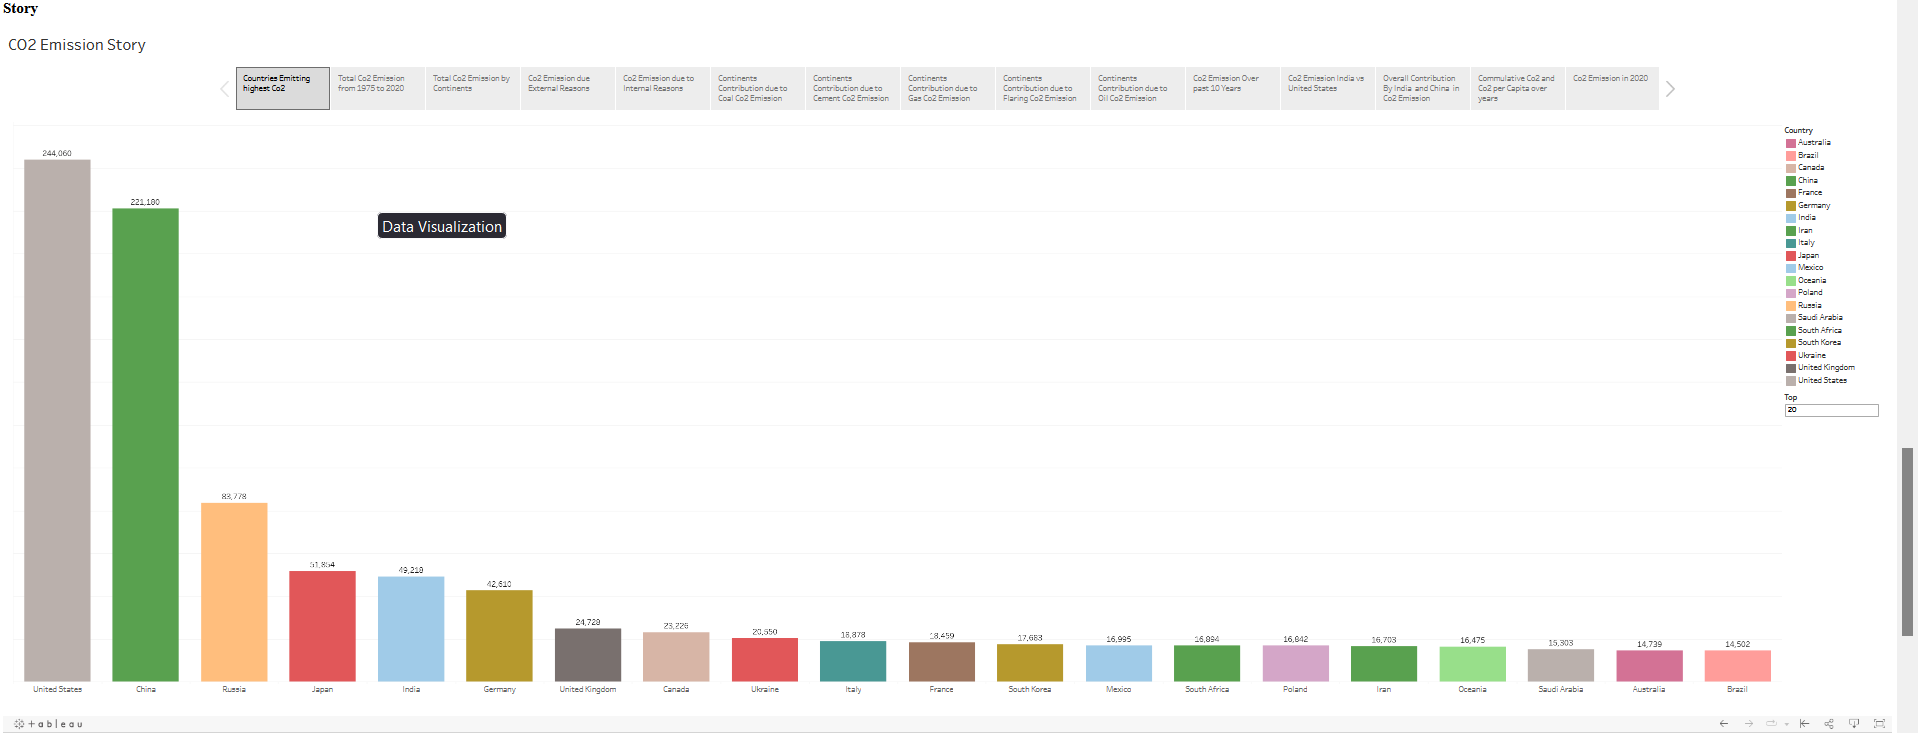 Story
CO2 Emission Story
Countries Emitting
highest Co2
Total Co2 Emission
from 1975 to 2020
Total Co2 Emission by
Continents
Co2 Emission due
External Reasons
Co2 Emission due to
Internal Reasons
Continents
Contribution due to
Coal Co2 Emission
Continents
Contribution due to
Cement Co2 Emission
Continents
Contribution due to
Gas Co2 Emission
Continents
Contribution due to
Flaring Co2 Emission
Continents
Contribution due to
Oil Co2 Emission
Co2 Emission Over
past 10 Years
Co2 Emission India vs
United States
Overall Contribution
By India and China in
Co2 Emission
Commulative Co2 and
Co2 per Capita over
years
Co2 Emission in 2020
244,060
221,180
Data Visualization
83,778
51,854
49,218
42,610
24,728
23,226
20,550
18,878
18,459
17,683
16,995
16,894
16,842
16,703
16,475
15,303
14,739
14,502
United States
China
Russia
Japan
India
Germany
United Kingdom
Canada
Ukraine
Italy
France
South Korea
Mexico
South Africa
Poland
Iran
Oceania
Saudi Arabia
Australia
Brazil
Country
Australia
Brazil
Canada
China
France
Germany
India
Iran
Italy
Japan
Mexico
Oceania
Poland
Russia
Saudi Arabia
South Africa
South Korea
Ukraine
United Kingdom
United States
Top
20
+ableau